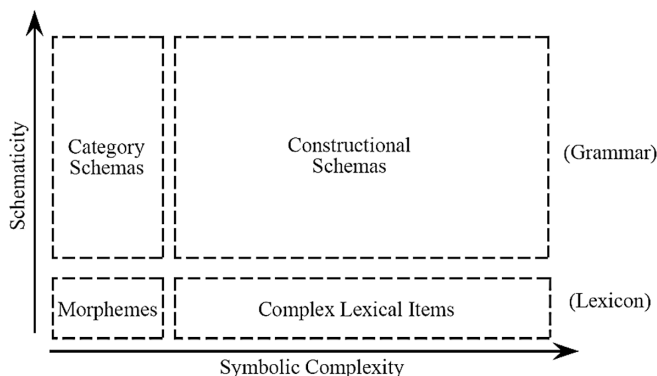 Schematicity
Category
Schemas
Constructional
Schemas
(Grammar)
Morphemes
Complex Lexical Items
(Lexicon)
Symbolic Complexity